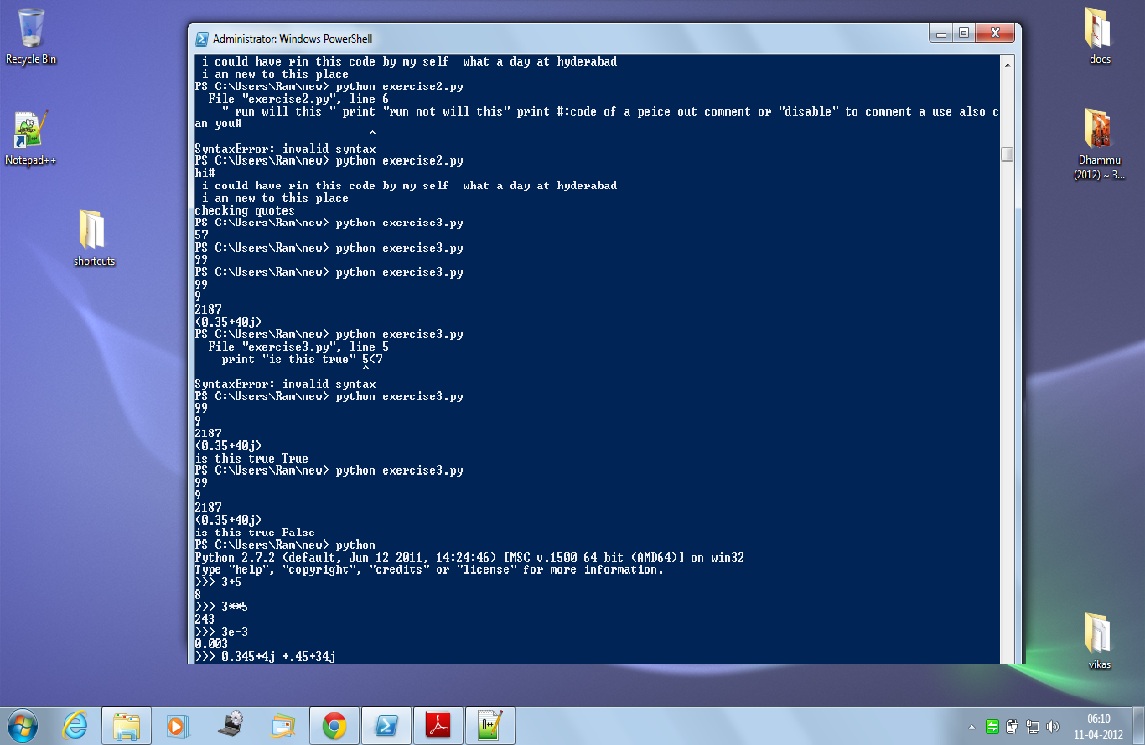 Recycle Bin
Notepad++
shortcuts
docs
Dhammu
(2012) ~ 3...
vikas
Administrator: Windows PowerShell
i could have rin this code by my self  what a day at hyderabad
i an new to this place
PS C:\Users\Ram\new> python exercise2.py
File "exercise2.py", line 6
" run will this " print "run not will this" print #:code of a peice out comment or "disable" to comment a use also c
an you#
^
SyntaxError: invalid syntax
PS C:\Users\Ram\new> python exercise2.py
hi#
i could have rin this code by my self  what a day at hyderabad
i an new to this place
checking quotes
PS C:\Users\Ram\new> python exercise3.py
57
PS C:\Users\Ram\new> python exercise3.py
99
PS C:\Users\Ram\new> python exercise3.py
99
9
2187
(0.35+40j)
PS C:\Users\Ram\new> python exercise3.py
File "exercise3.py", line 5
print "is this true" 5<7
^
SyntaxError: invalid syntax
PS C:\Users\Ram\new> python exercise3.py
99
9
2187
(0.35+40j)
is this true True
PS C:\Users\Ram\new> python exercise3.py
99
9
2187
(0.35+40j)
is this true False
PS C:\Users\Ram\new> python
Python 2.7.2 (default, Jun 12 2011, 14:24:46) [MSC v.1500 64 bit (AMD64)] on win32
Type "help", "copyright", "credits" or "license" for more information.
>>> 3+5
8
>>> 3**5
243
>>> 3e-3
0.003
>>> 0.345+4j +.45+34j
06:10
11-04-2012